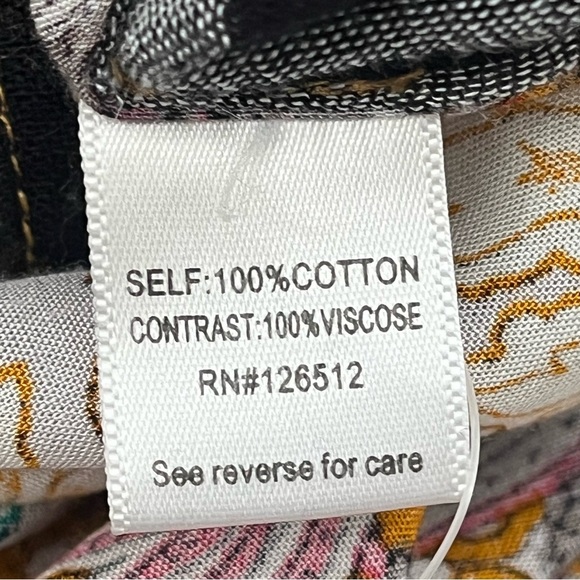 SELF:100%COTTON
CONTRAST:100%VISCOSE
RN#126512
See reverse for care